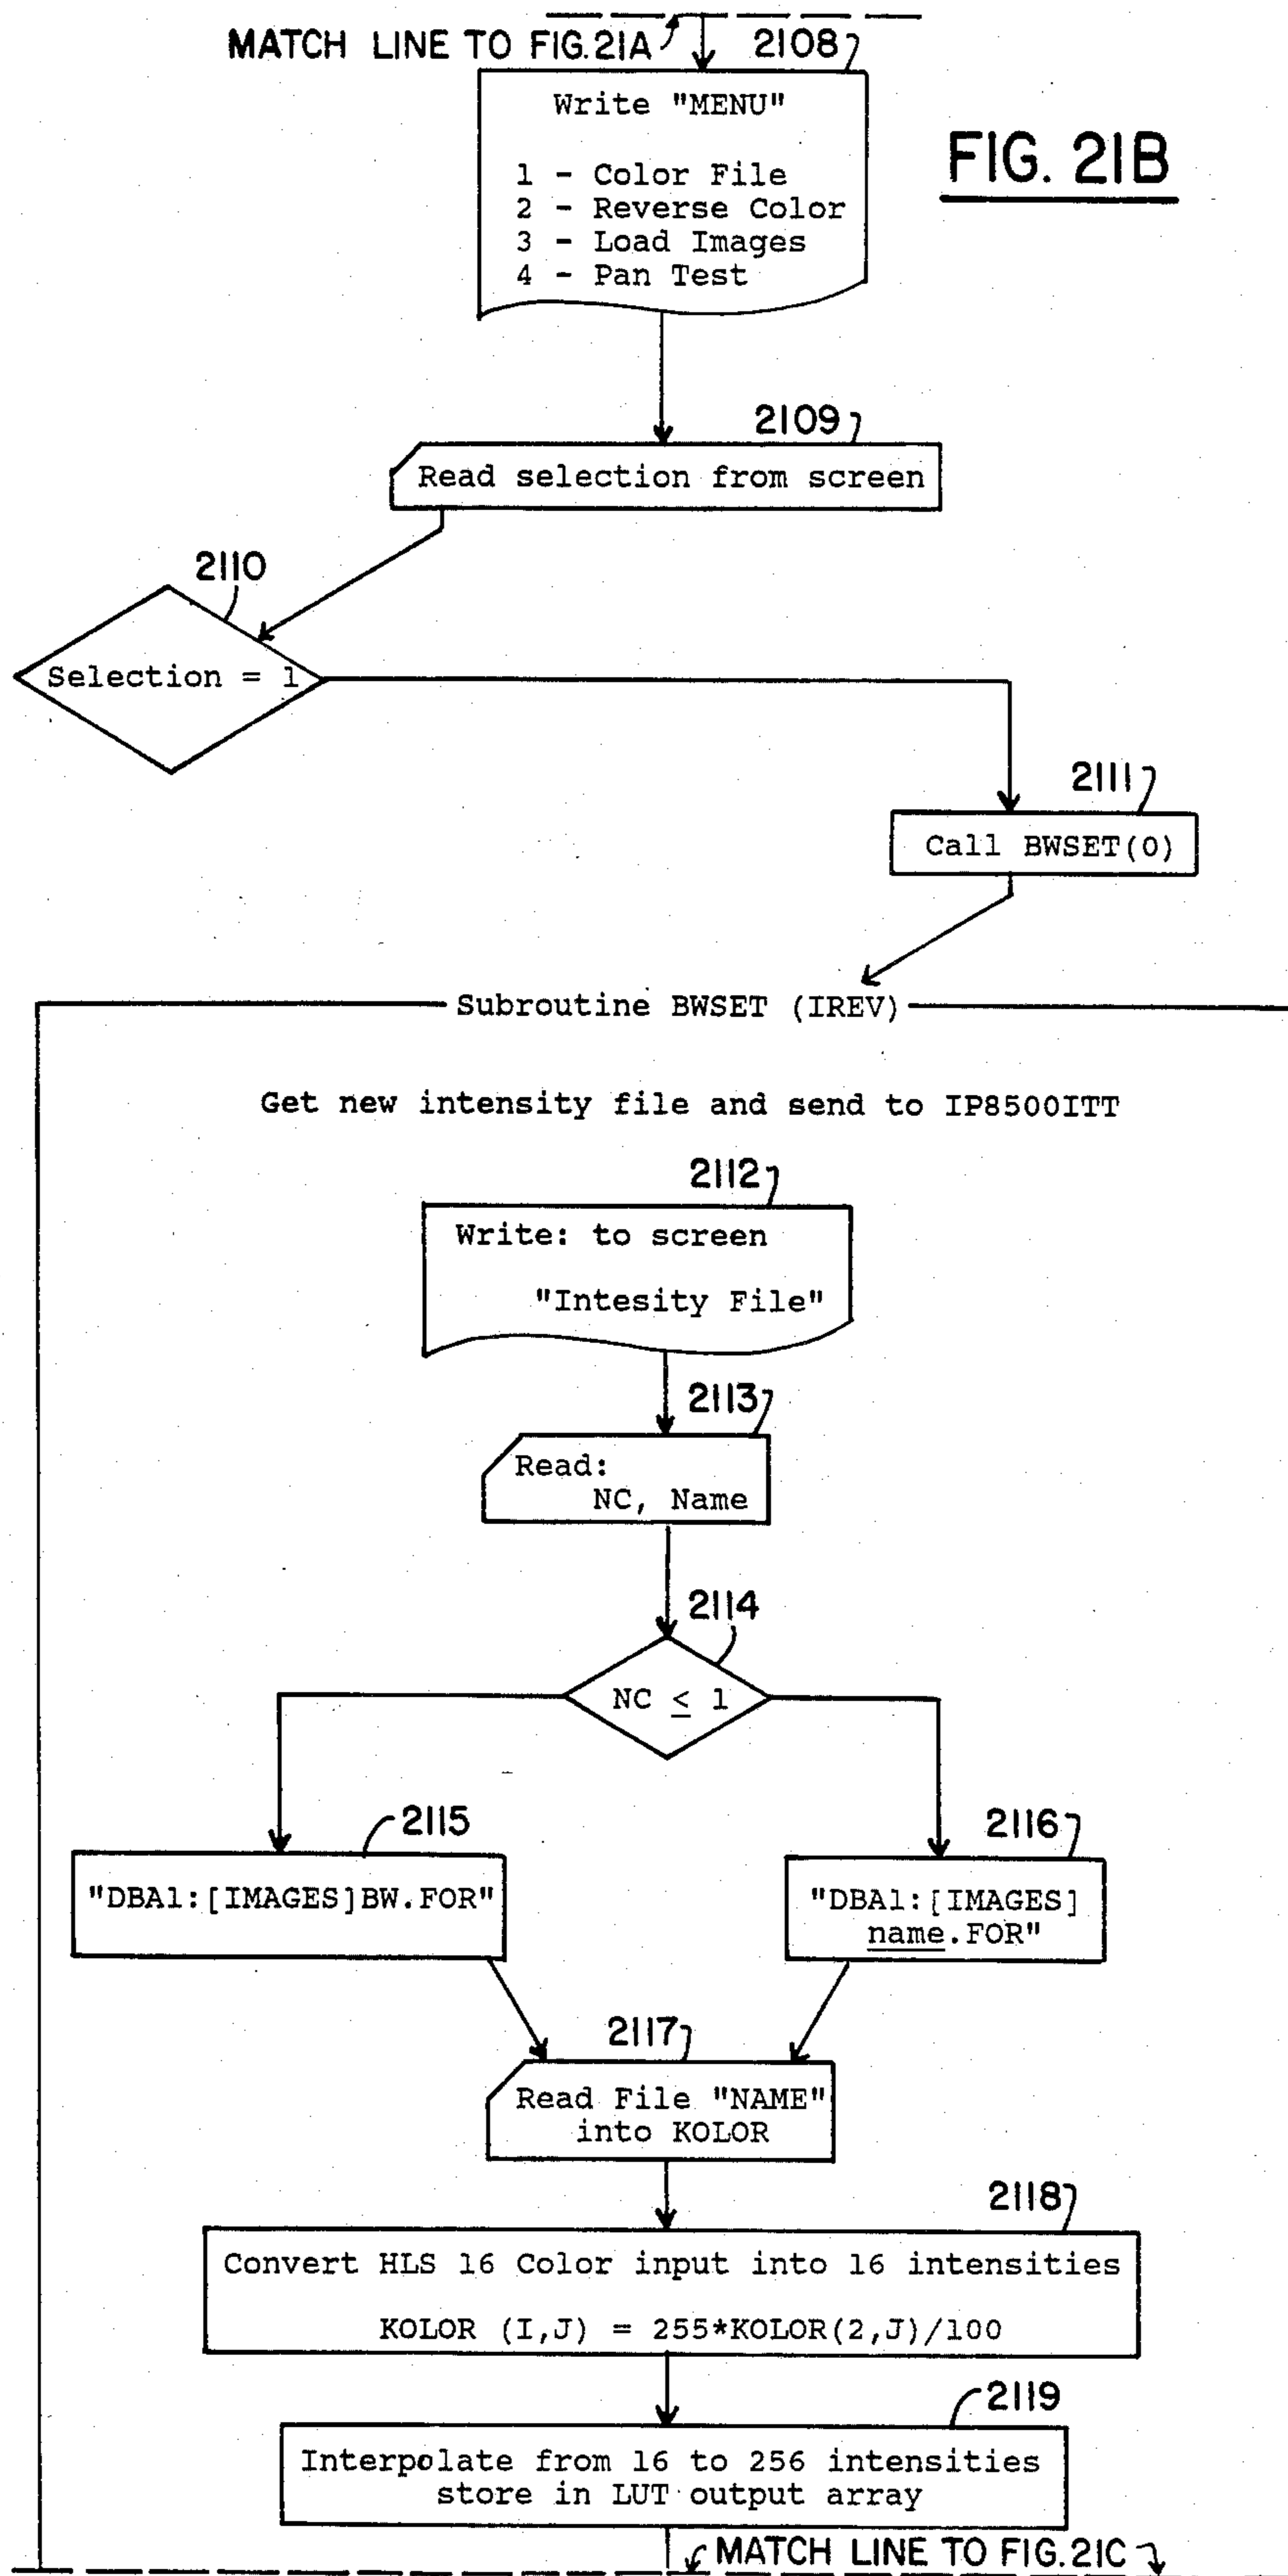 MATCH LINE TO FIG.21A
2108
Write "MENU"
1 - Color File
2 - Reverse Color
3 - Load Images
4 - Pan Test
FIG. 21B
2109
Read selection from screen
2110
Selection = 1
2111
Call BWSET(0)
Subroutine BWSET (IREV)
Get new intensity file and send to IP8500ITT
2112
Write: to screen
"Intesity File"
2113
Read:
NC, Name
2114
NC ≤ 1
2115
"DBA1:[IMAGES]BW.FOR"
2116
"DBA1:[IMAGES]
name.FOR"
2117
Read File "NAME"
into KOLOR
2118
Convert HLS 16 Color input into 16 intensities
KOLOR (I,J) = 255*KOLOR(2,J)/100
2119
Interpolate from 16 to 256 intensities
store in LUT output array
MATCH LINE TO FIG.21C